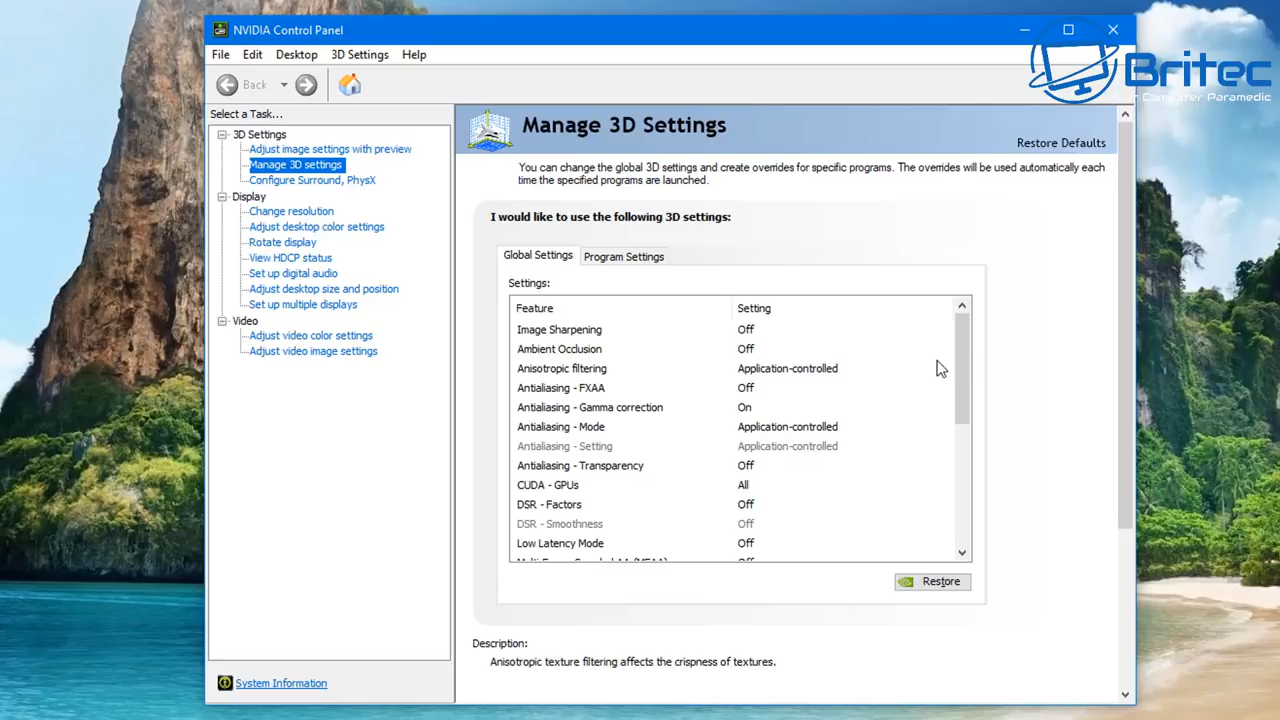 NVIDIA Control Panel
File Edit Desktop 3D Settings Help
Britec
Computer Paramedic
Back
Select a Task...
3D Settings
Adjust image settings with preview
Manage 3D settings
Configure Surround, PhysX
Display
Change resolution
Adjust desktop color settings
Rotate display
View HDCP status
Set up digital audio
Adjust desktop size and position
Set up multiple displays
Video
Adjust video color settings
Adjust video image settings
System Information
Manage 3D Settings
Restore Defaults
You can change the global 3D settings and create overrides for specific programs. The overrides will be used automatically each
time the specified programs are launched.
I would like to use the following 3D settings:
Global Settings Program Settings
Settings:
Feature Setting
Image Sharpening Off
Ambient Occlusion Off
Anisotropic filtering Application-controlled
Antialiasing - FXAA Off
Antialiasing - Gamma correction On
Antialiasing - Mode Application-controlled
Antialiasing - Setting Application-controlled
Antialiasing - Transparency Off
CUDA - GPUs All
DSR - Factors Off
DSR - Smoothness Off
Low Latency Mode Off
Restore
Description:
Anisotropic texture filtering affects the crispness of textures.